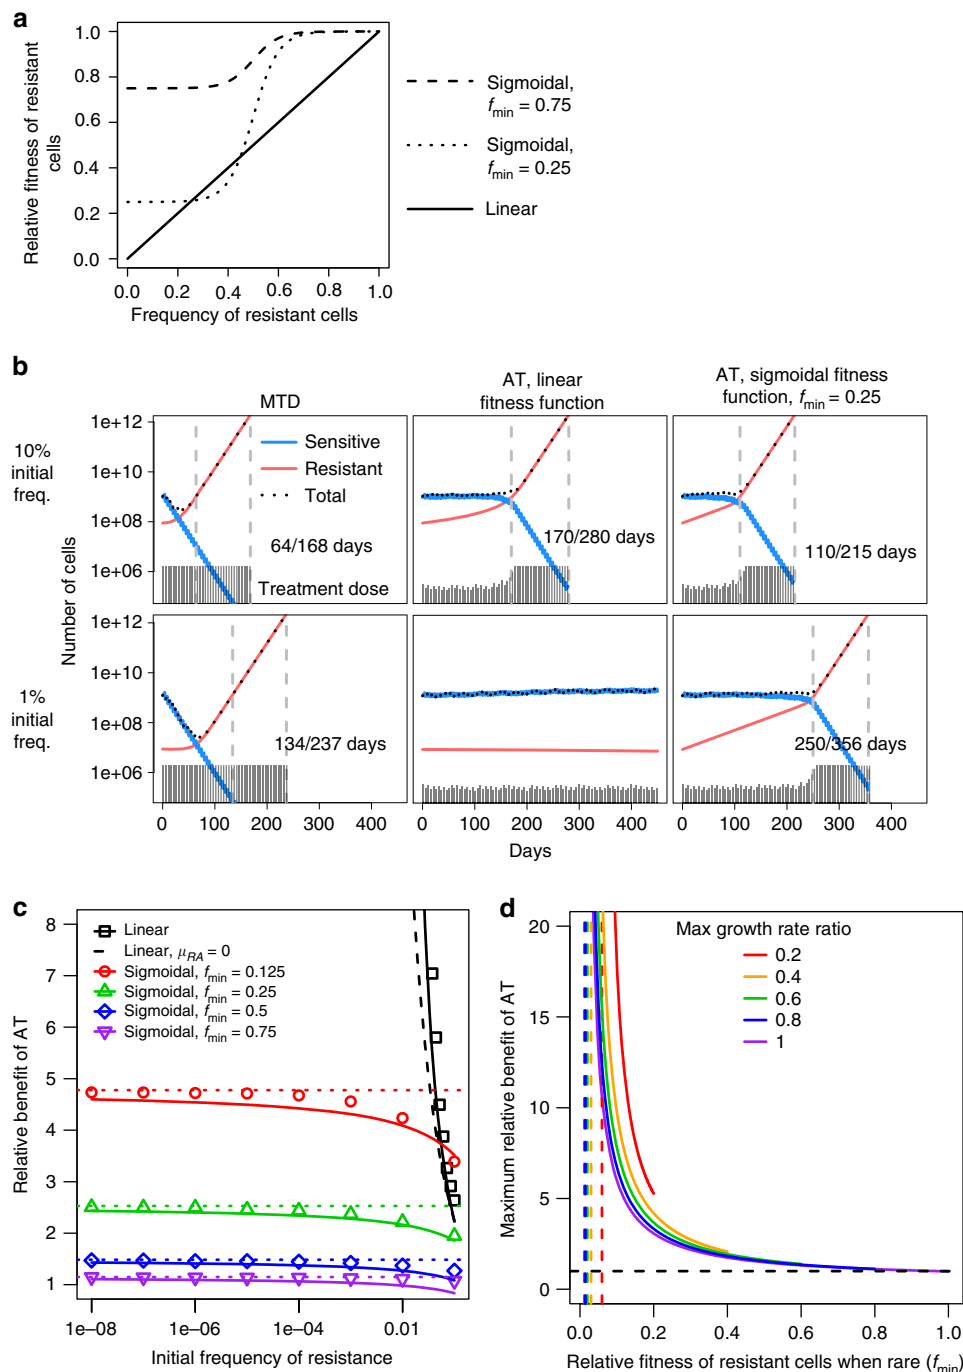 a
Relative fitness of resistant
cells
1.0
0.8
0.6
0.4
0.2
0.0
0.0 0.2 0.4 0.6 0.8 1.0
Frequency of resistant cells
Sigmoidal,
fmin = 0.75
Sigmoidal,
fmin = 0.25
Linear
b
MTD
AT, linear
fitness function
AT, sigmoidal fitness
function, fmin = 0.25
10%
initial
freq.
1%
initial
freq.
Number of cells
1e+12
1e+10
1e+08
1e+06
Sensitive
Resistant
Total
64/168 days
Treatment dose
170/280 days
110/215 days
1e+12
1e+10
1e+08
1e+06
134/237 days
250/356 days
0 100 200 300 400
0 100 200 300 400
0 100 200 300 400
Days
c
Relative benefit of AT
8
7
6
5
4
3
2
1
Linear
Linear, μRA = 0
Sigmoidal, fmin = 0.125
Sigmoidal, fmin = 0.25
Sigmoidal, fmin = 0.5
Sigmoidal, fmin = 0.75
1e–08 1e–06 1e–04 0.01
Initial frequency of resistance
d
Maximum relative benefit of AT
20
15
10
5
0
Max growth rate ratio
0.2
0.4
0.6
0.8
1
0.0 0.2 0.4 0.6 0.8 1.0
Relative fitness of resistant cells when rare (fmin)